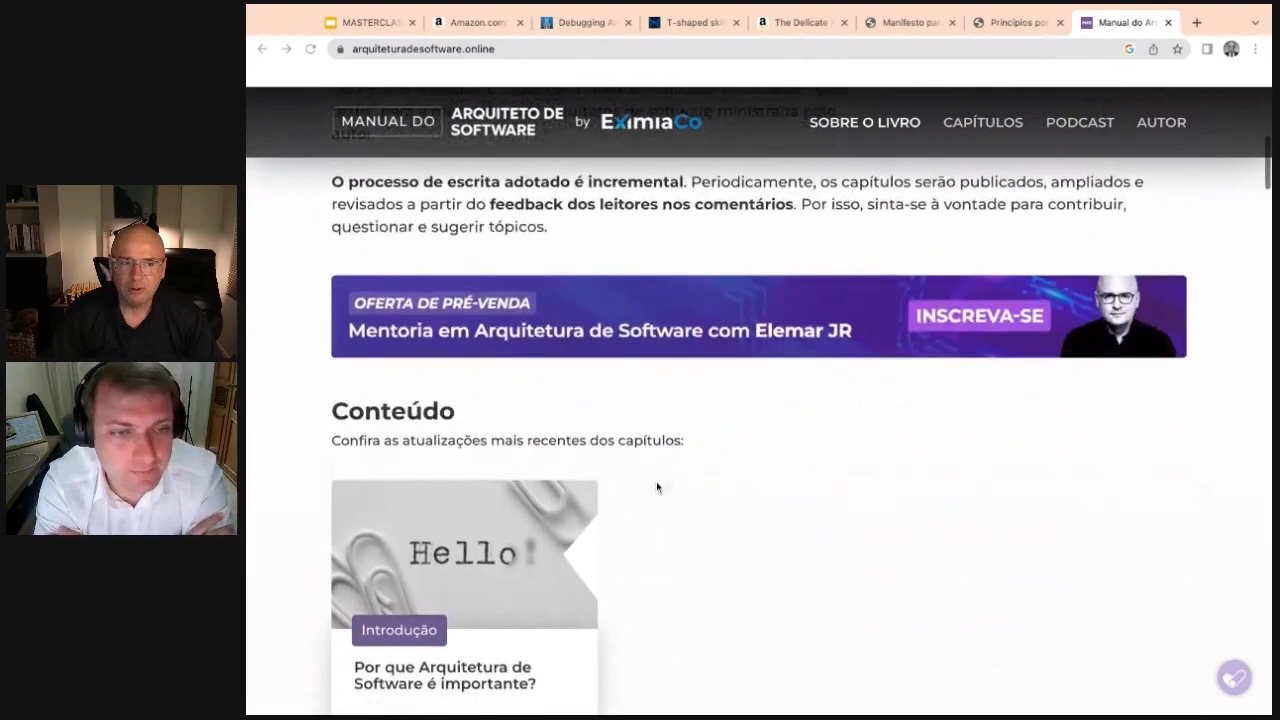 MASTERCLAS
Amazon.com:
Debugging Ar
T-shaped skil
The Delicate
Manifesto pa
Princípios po
Manual do Ar
arquiteturadesoftware.online
MANUAL DO
ARQUITETO DE
SOFTWARE
by
EximiaCo
SOBRE O LIVRO
CAPÍTULOS
PODCAST
AUTOR
O processo de escrita adotado é incremental. Periodicamente, os capítulos serão publicados, ampliados e
revisados a partir do feedback dos leitores nos comentários. Por isso, sinta-se à vontade para contribuir,
questionar e sugerir tópicos.
OFERTA DE PRÉ-VENDA
Mentoria em Arquitetura de Software com Elemar JR
INSCREVA-SE
Conteúdo
Confira as atualizações mais recentes dos capítulos:
Hello!
Introdução
Por que Arquitetura de
Software é importante?